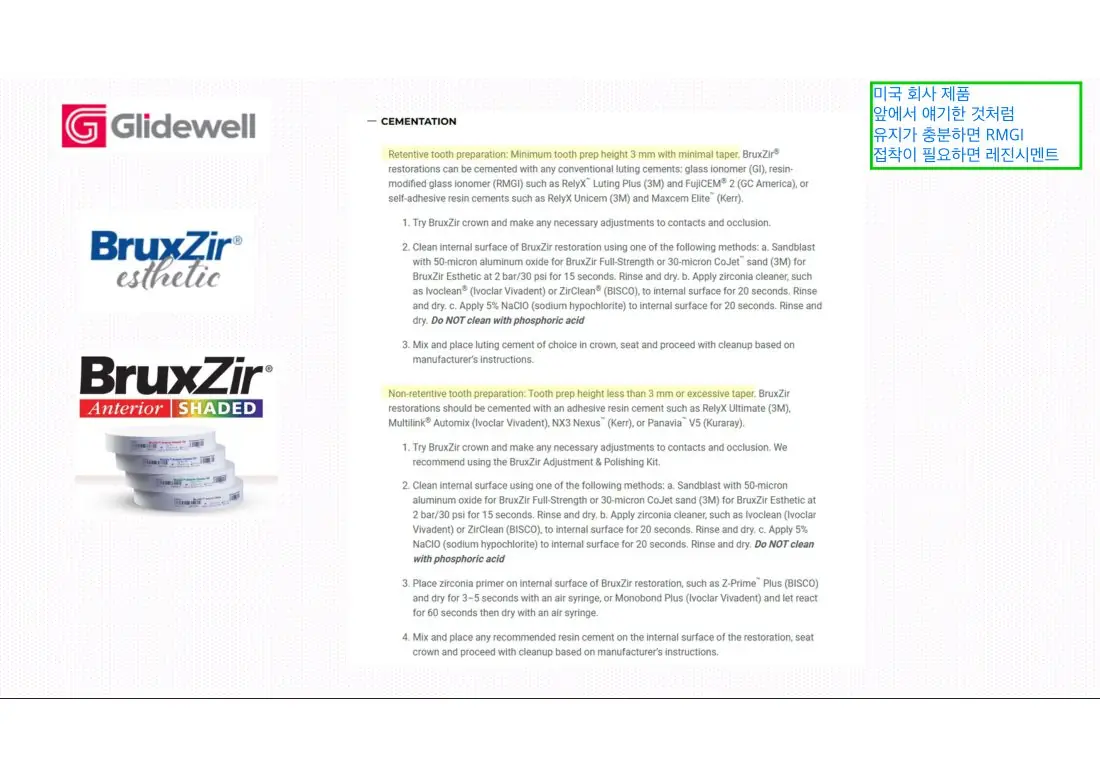 Glidewell
BruxZir®
esthetic
BruxZir®
Anterior SHADED
— CEMENTATION
Retentive tooth preparation: Minimum tooth prep height 3 mm with minimal taper. BruxZir®
restorations can be cemented with any conventional luting cements: glass ionomer (GI), resin-
modified glass ionomer (RMGI) such as RelyX™ Luting Plus (3M) and FujiCEM® 2 (GC America), or
self-adhesive resin cements such as RelyX Unicem (3M) and Maxcem Elite™ (Kerr).
1. Try BruxZir crown and make any necessary adjustments to contacts and occlusion.
2. Clean internal surface of BruxZir restoration using one of the following methods: a. Sandblast
with 50-micron aluminum oxide for BruxZir Full-Strength or 30-micron CoJet™ sand (3M) for
BruxZir Esthetic at 2 bar/30 psi for 15 seconds. Rinse and dry. b. Apply zirconia cleaner, such
as Ivoclean® (Ivoclar Vivadent) or ZirClean® (BISCO), to internal surface for 20 seconds. Rinse
and dry. c. Apply 5% NaClO (sodium hypochlorite) to internal surface for 20 seconds. Rinse and
dry. Do NOT clean with phosphoric acid
3. Mix and place luting cement of choice in crown, seat and proceed with cleanup based on
manufacturer's instructions.
Non-retentive tooth preparation: Tooth prep height less than 3 mm or excessive taper. BruxZir
restorations should be cemented with an adhesive resin cement such as RelyX Ultimate (3M),
Multilink® Automix (Ivoclar Vivadent), NX3 Nexus™ (Kerr), or Panavia™ V5 (Kuraray).
1. Try BruxZir crown and make any necessary adjustments to contacts and occlusion. We
recommend using the BruxZir Adjustment & Polishing Kit.
2. Clean internal surface using one of the following methods: a. Sandblast with 50-micron
aluminum oxide for BruxZir Full-Strength or 30-micron CoJet sand (3M) for BruxZir Esthetic at
2 bar/30 psi for 15 seconds. Rinse and dry. b. Apply zirconia cleaner, such as Ivoclean (Ivoclar
Vivadent) or ZirClean (BISCO), to internal surface for 20 seconds. Rinse and dry. c. Apply 5%
NaClO (sodium hypochlorite) to internal surface for 20 seconds. Rinse and dry. Do NOT clean
with phosphoric acid
3. Place zirconia primer on internal surface of BruxZir restoration, such as Z-Prime™ Plus (BISCO)
and dry for 3–5 seconds with an air syringe, or Monobond Plus (Ivoclar Vivadent) and let react
for 60 seconds then dry with an air syringe.
4. Mix and place any recommended resin cement on the internal surface of the restoration, seat
crown and proceed with cleanup based on manufacturer's instructions.
미국 회사 제품
앞에서 얘기한 것처럼
유지가 충분하면 RMGI
접착이 필요하면 레진시멘트